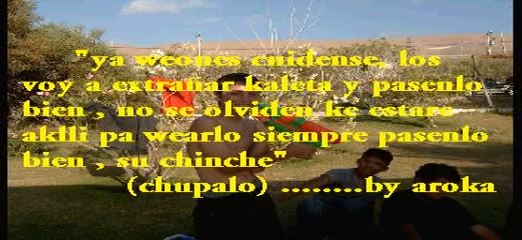 "ya weones cuidense, los
voy a extrañar kaleta y pasenlo
bien , no se olviden ke estare
aklli pa wearlo siempre pasenlo
bien , su chinche"
(chupalo) ........by aroka